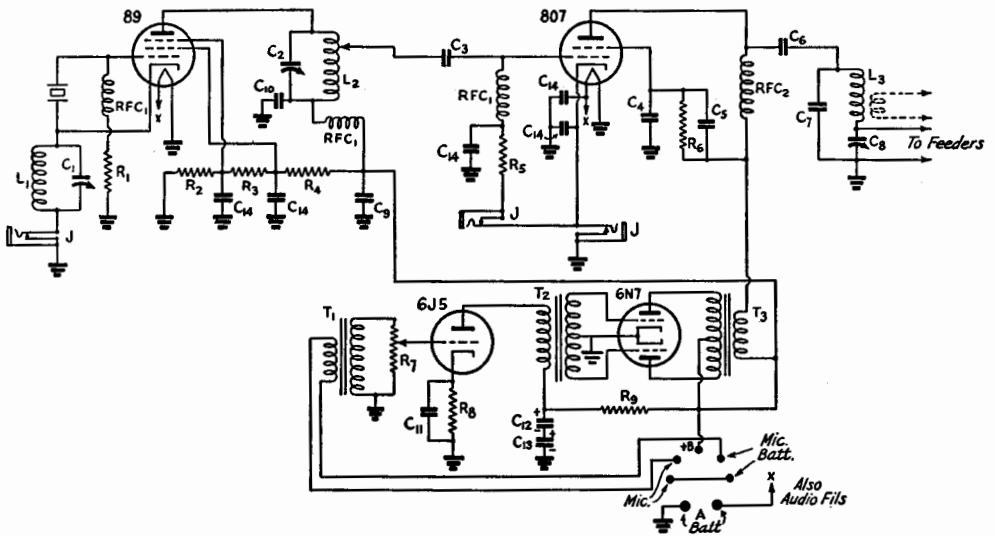 89
807
C2
L2
C3
C6
RFC1
C10
RFC1
RFC1
C14
C14
C4
R6
C5
RFC2
L3
C7
C8
To Feeders
X
X
L1
C1
R1
R2
R3
R4
C14
C14
C9
C14
R5
J
J
J
T1
6J5
T2
6N7
T3
R7
C11
R8
C12
C13
+
-
+
-
R9
+B
Mic.
Batt.
Mic.
X
Also
Audio Fils
A
Batt